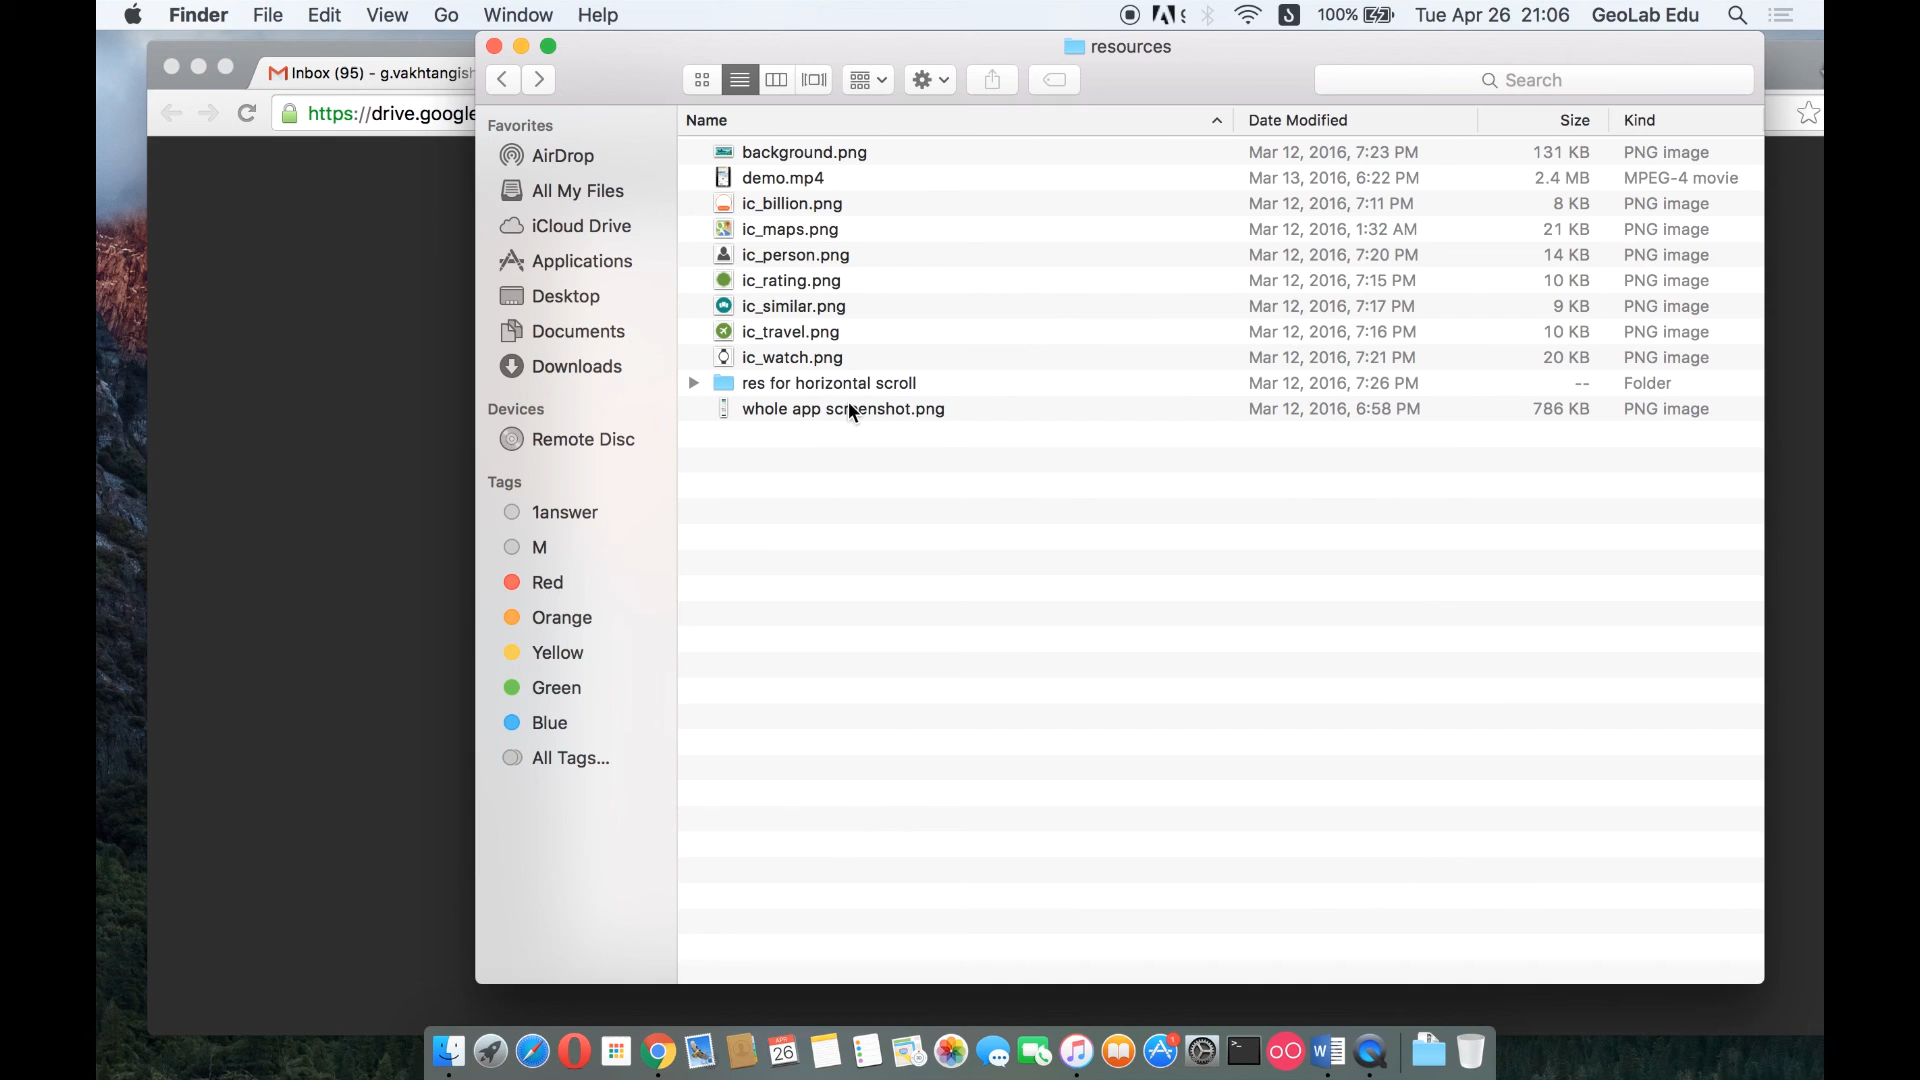 Finder File Edit View Go Window Help 100% Tue Apr 26 21:06 GeoLab Edu
resources
Inbox (95) - g.vakhtangish
Search
https://drive.google
Favorites
AirDrop
All My Files
iCloud Drive
Applications
Desktop
Documents
Downloads
Devices
Remote Disc
Tags
1answer
M
Red
Orange
Yellow
Green
Blue
All Tags...
Name Date Modified Size Kind
background.png Mar 12, 2016, 7:23 PM 131 KB PNG image
demo.mp4 Mar 13, 2016, 6:22 PM 2.4 MB MPEG-4 movie
ic_billion.png Mar 12, 2016, 7:11 PM 8 KB PNG image
ic_maps.png Mar 12, 2016, 1:32 AM 21 KB PNG image
ic_person.png Mar 12, 2016, 7:20 PM 14 KB PNG image
ic_rating.png Mar 12, 2016, 7:15 PM 10 KB PNG image
ic_similar.png Mar 12, 2016, 7:17 PM 9 KB PNG image
ic_travel.png Mar 12, 2016, 7:16 PM 10 KB PNG image
ic_watch.png Mar 12, 2016, 7:21 PM 20 KB PNG image
res for horizontal scroll Mar 12, 2016, 7:26 PM -- Folder
whole app screenshot.png Mar 12, 2016, 6:58 PM 786 KB PNG image
APR
26
1